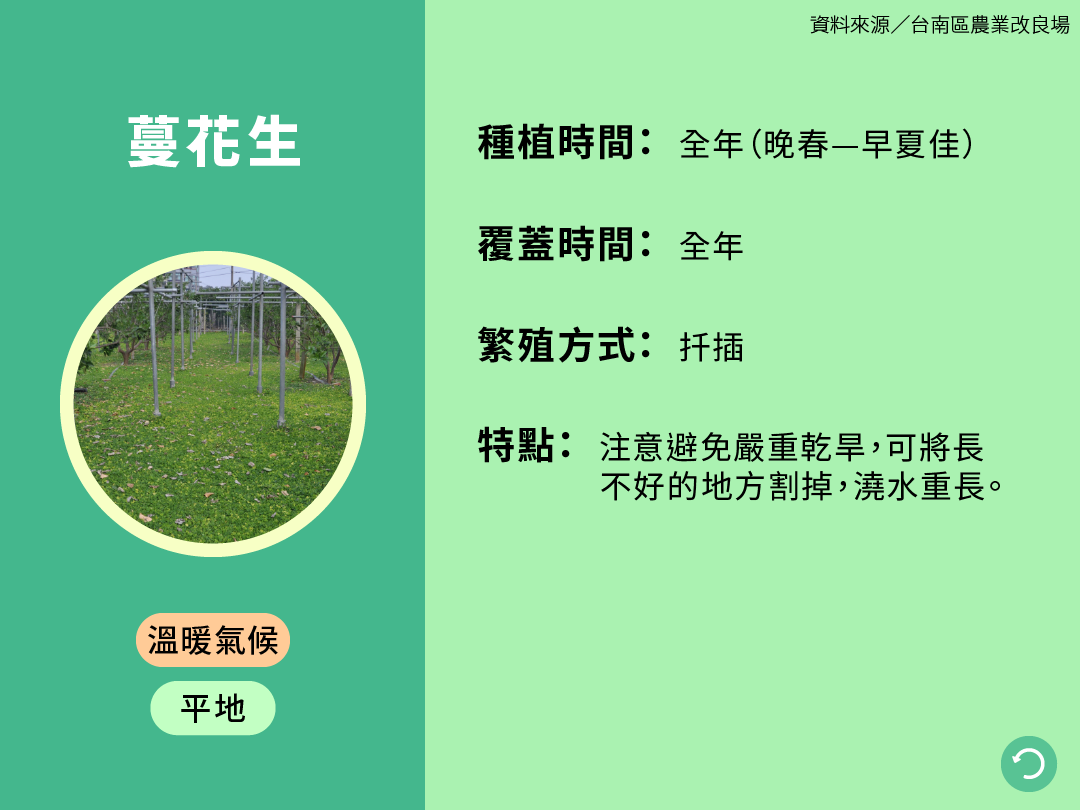 資料來源／台南區農業改良場
蔓花生
種植時間：全年（晚春—早夏佳）
覆蓋時間：全年
繁殖方式：扦插
特點：注意避免嚴重乾旱，可將長
不好的地方割掉，澆水重長。
溫暖氣候
平地